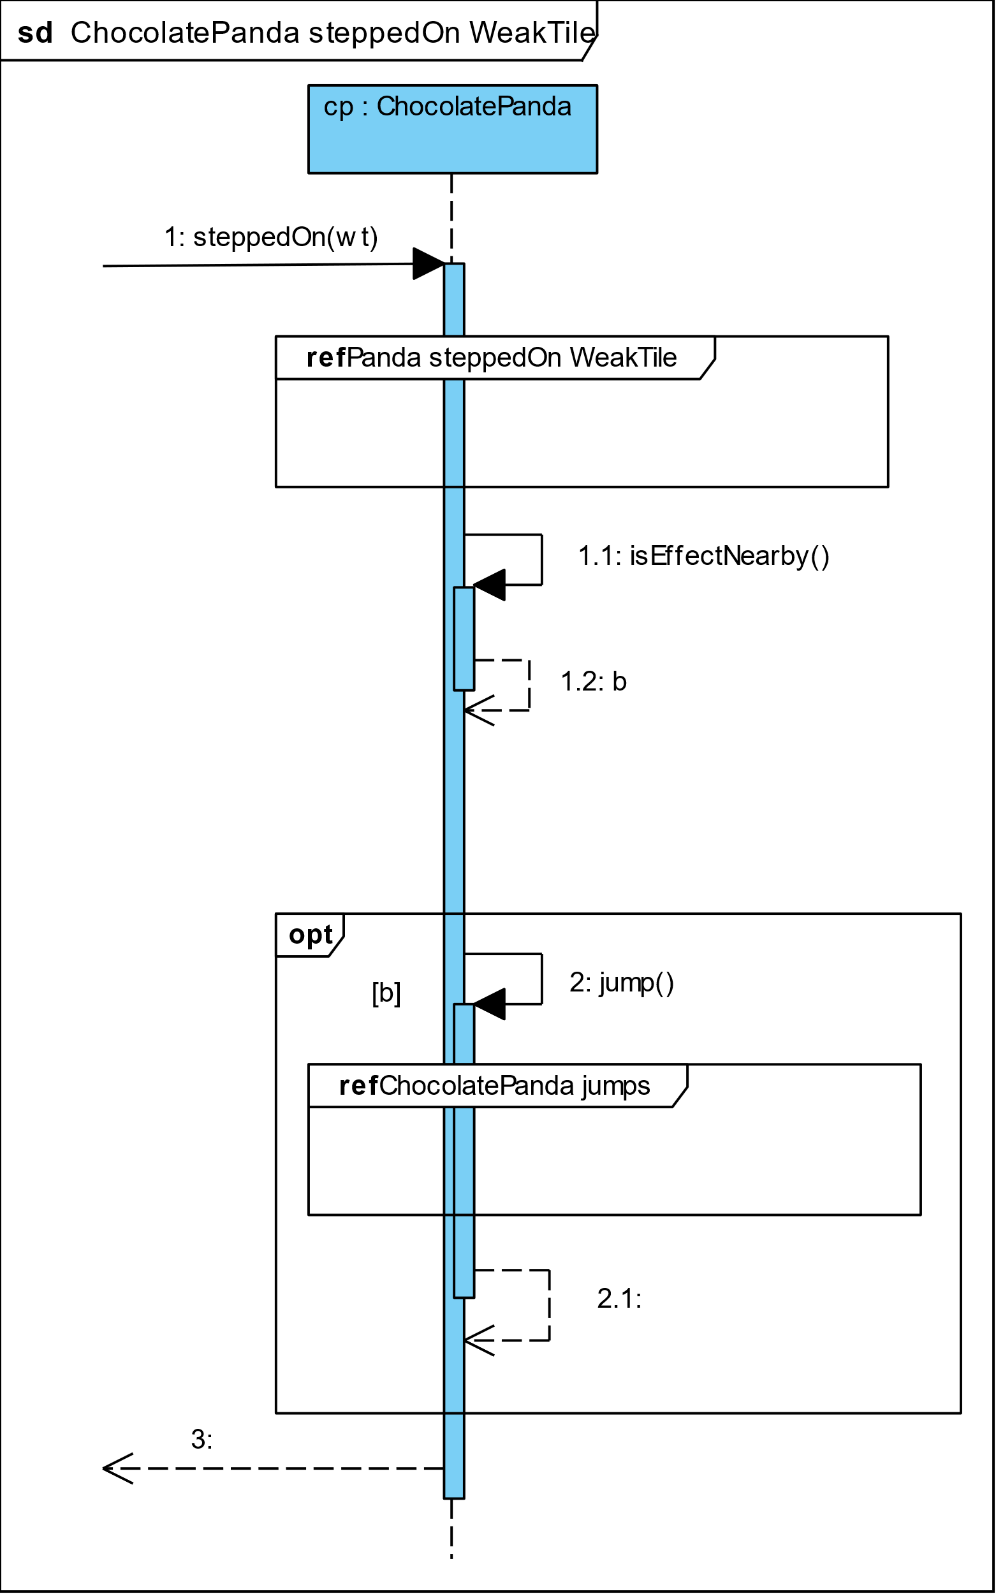 sd ChocolatePanda steppedOn WeakTile
cp : ChocolatePanda
1: steppedOn(wt)
ref Panda steppedOn WeakTile
1.1: isEffectNearby()
1.2: b
opt
[b]
2: jump()
ref ChocolatePanda jumps
2.1:
3: